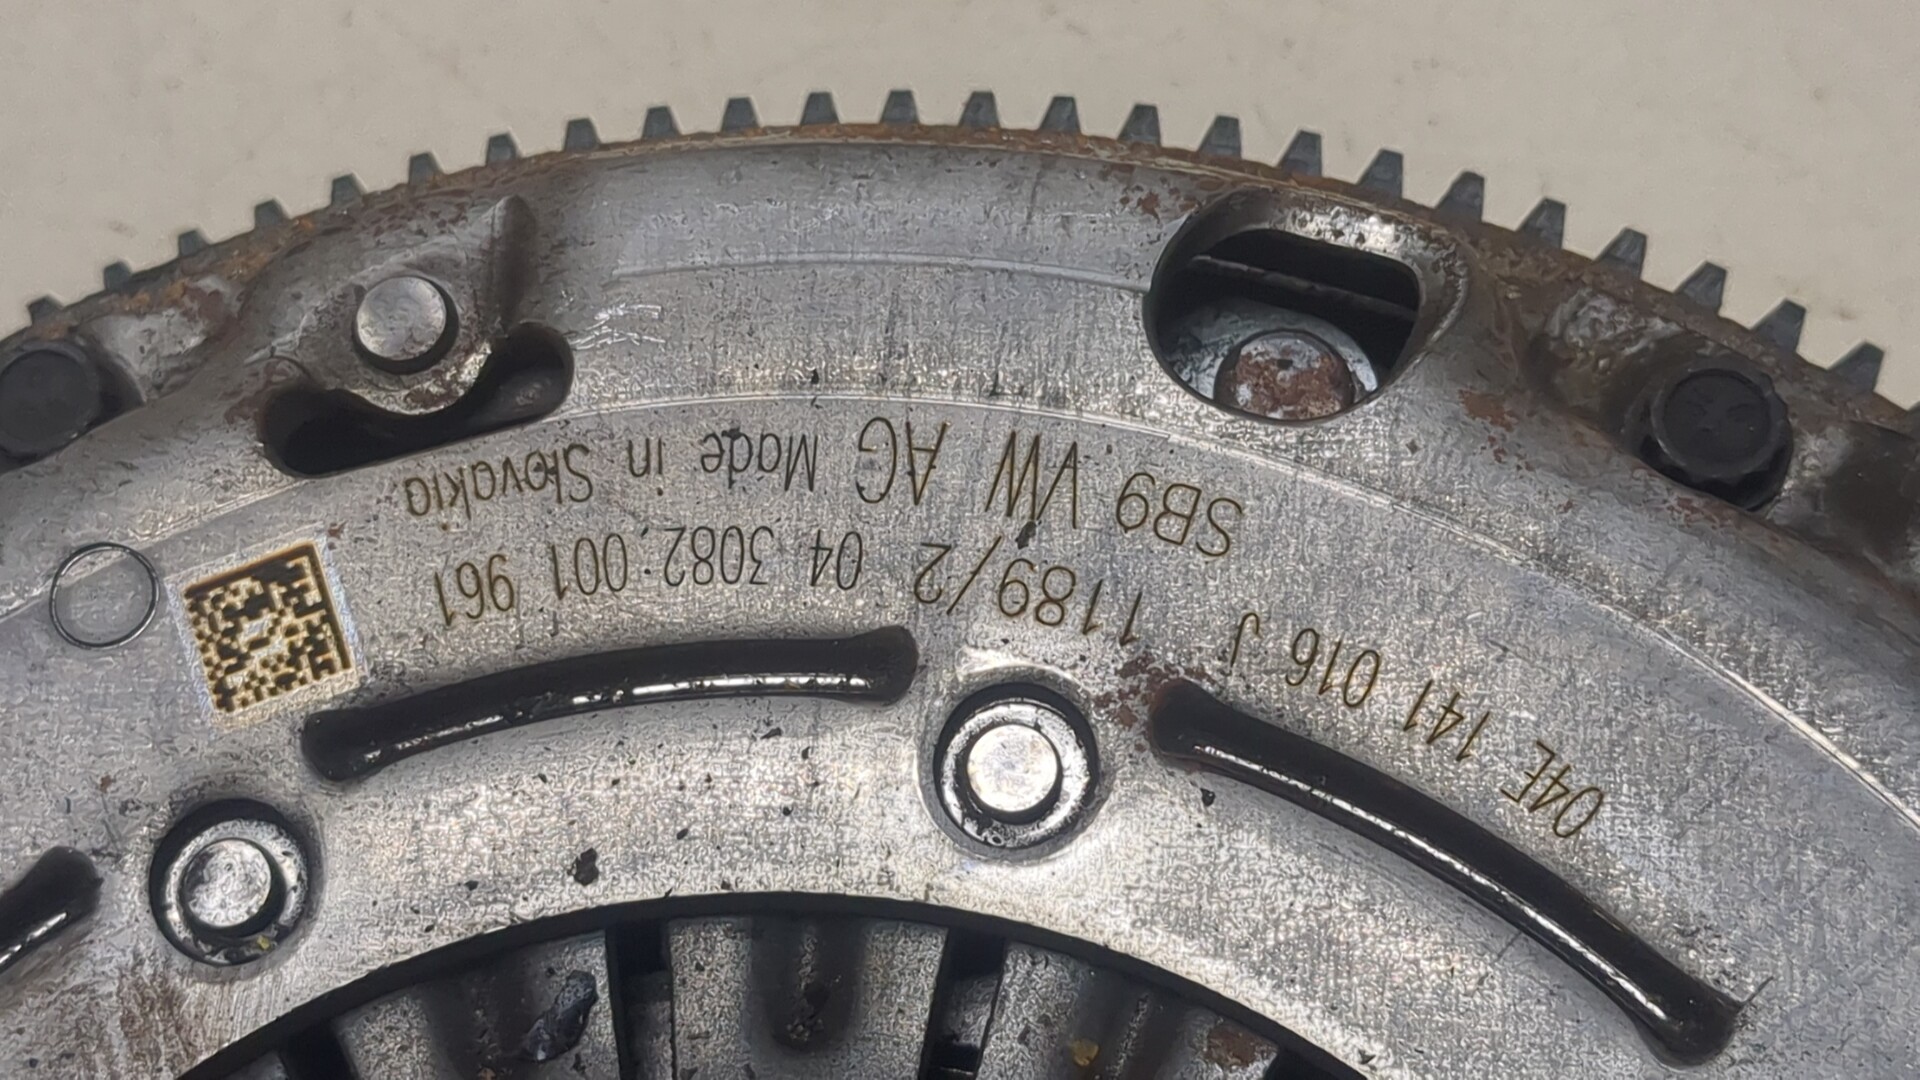 04E 141 016 J
1189/2 04 3082.001 961
SB9 VW AG Made in Slovakia